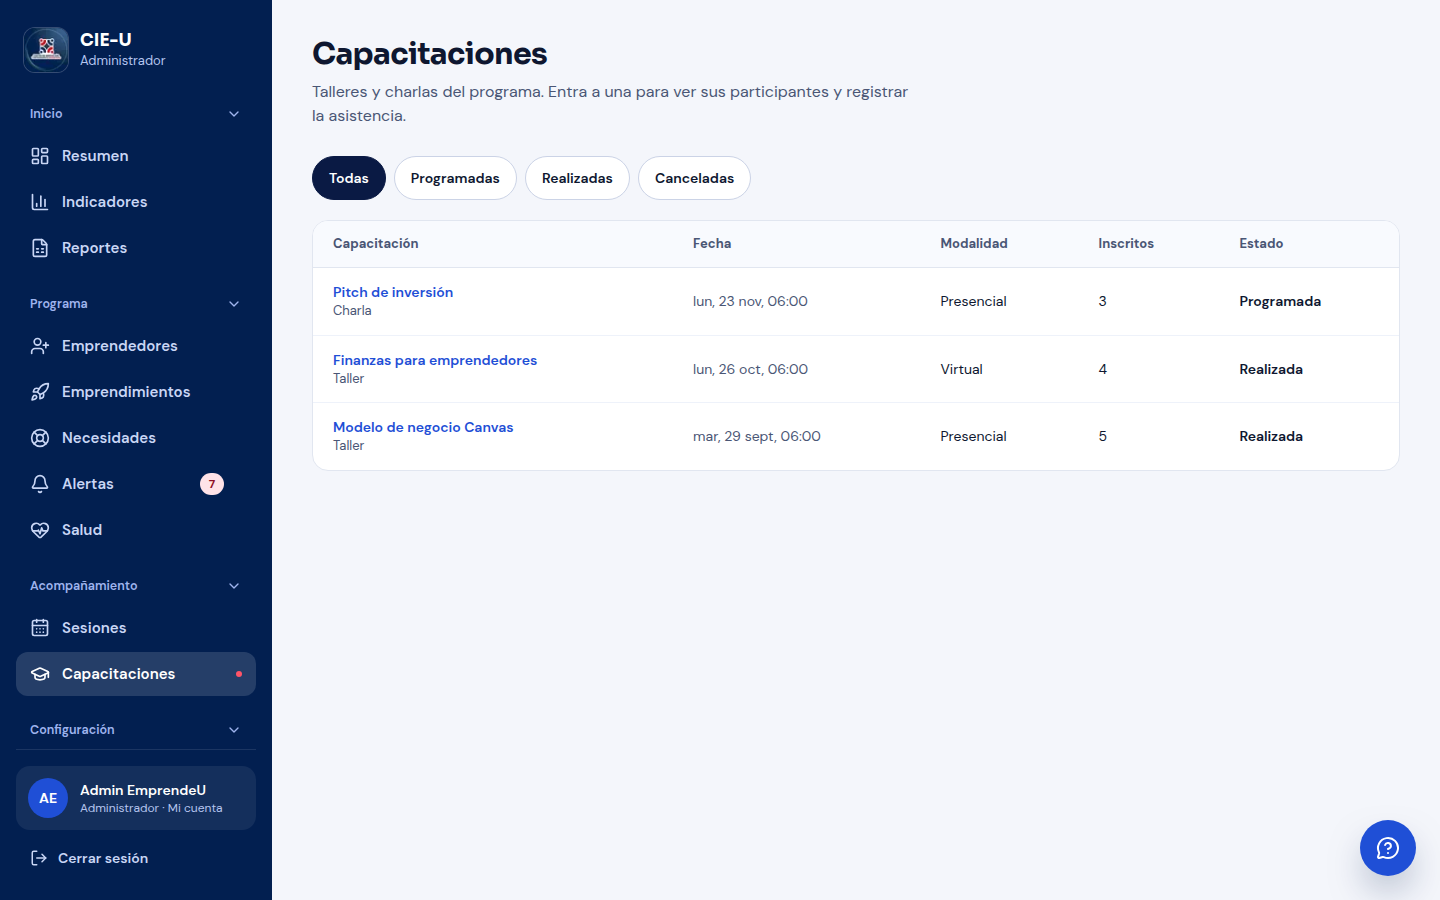 CIE-U
Administrador
Inicio
Resumen
Indicadores
Reportes
Programa
Emprendedores
Emprendimientos
Necesidades
Alertas 7
Salud
Acompañamiento
Sesiones
Capacitaciones
Configuración
AE Admin EmprendeU
Administrador · Mi cuenta
Cerrar sesión
Capacitaciones
Talleres y charlas del programa. Entra a una para ver sus participantes y registrar
la asistencia.
Todas Programadas Realizadas Canceladas
Capacitación Fecha Modalidad Inscritos Estado
Pitch de inversión
Charla
lun, 23 nov, 06:00 Presencial 3 Programada
Finanzas para emprendedores
Taller
lun, 26 oct, 06:00 Virtual 4 Realizada
Modelo de negocio Canvas
Taller
mar, 29 sept, 06:00 Presencial 5 Realizada